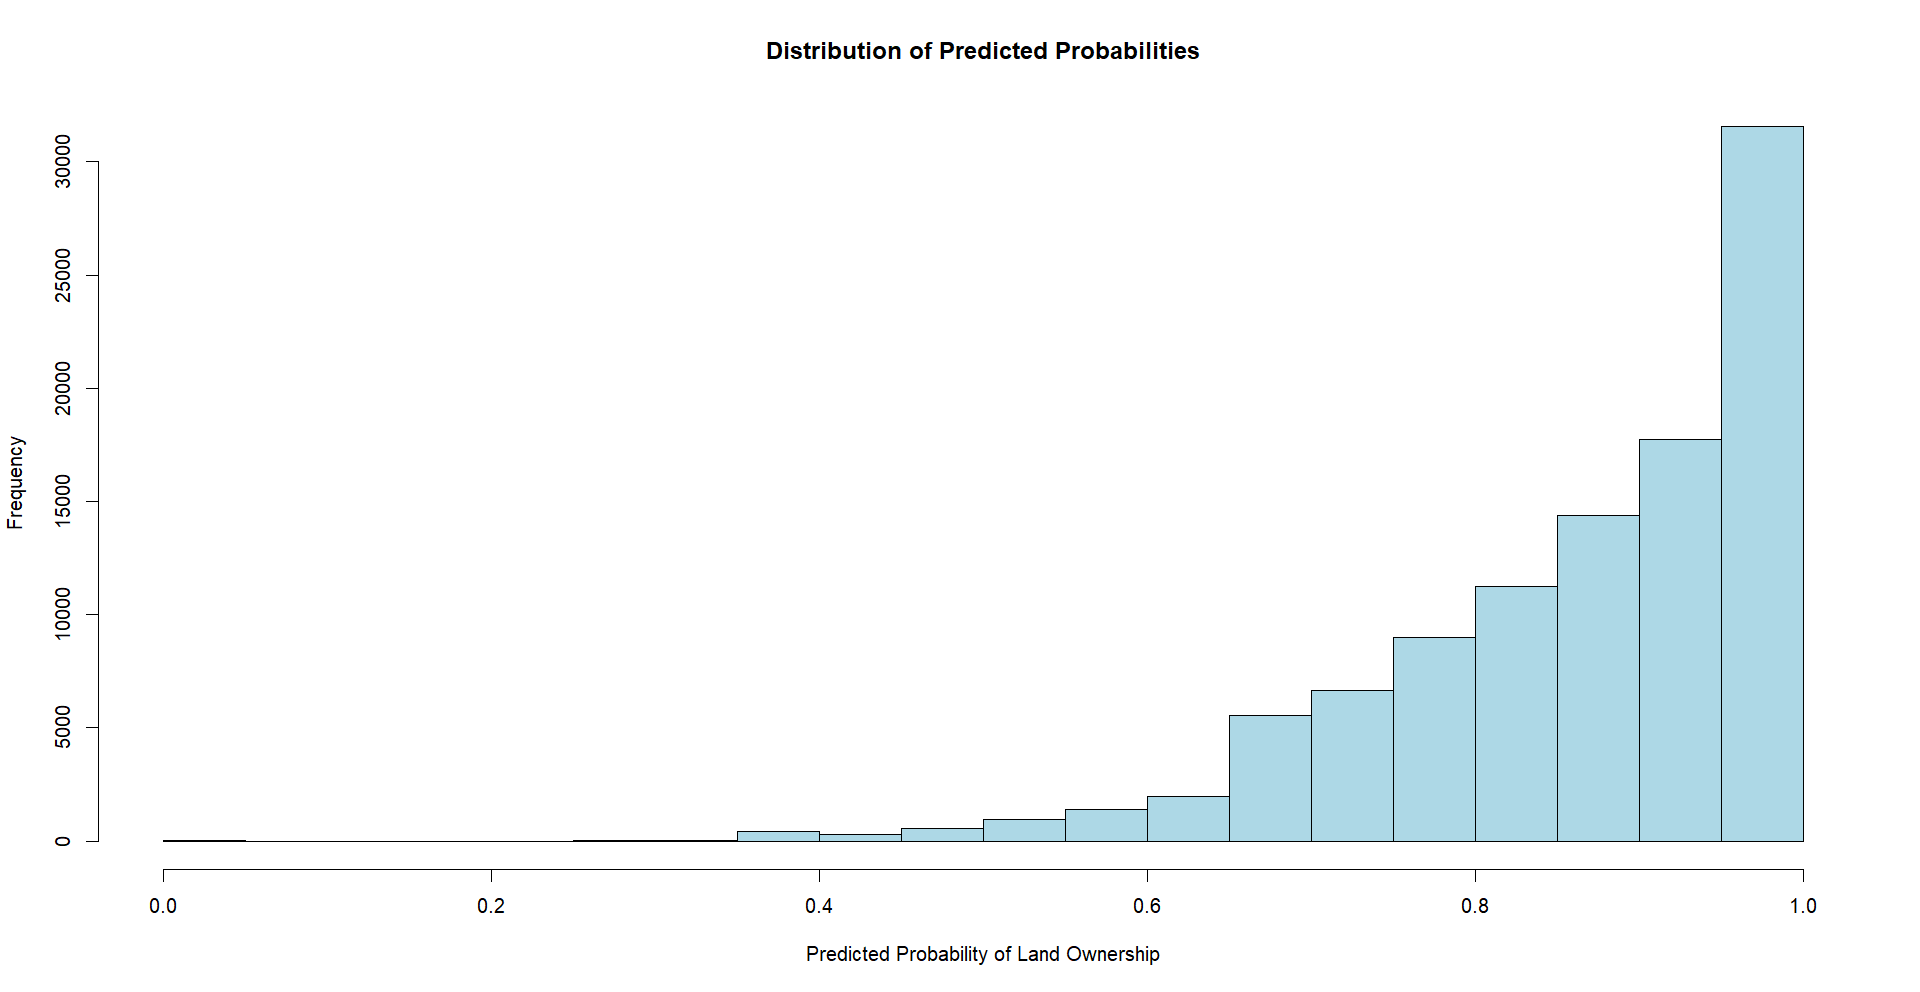 Distribution of Predicted Probabilities
Frequency
30000
25000
20000
15000
10000
5000
0
0.0 0.2 0.4 0.6 0.8 1.0
Predicted Probability of Land Ownership